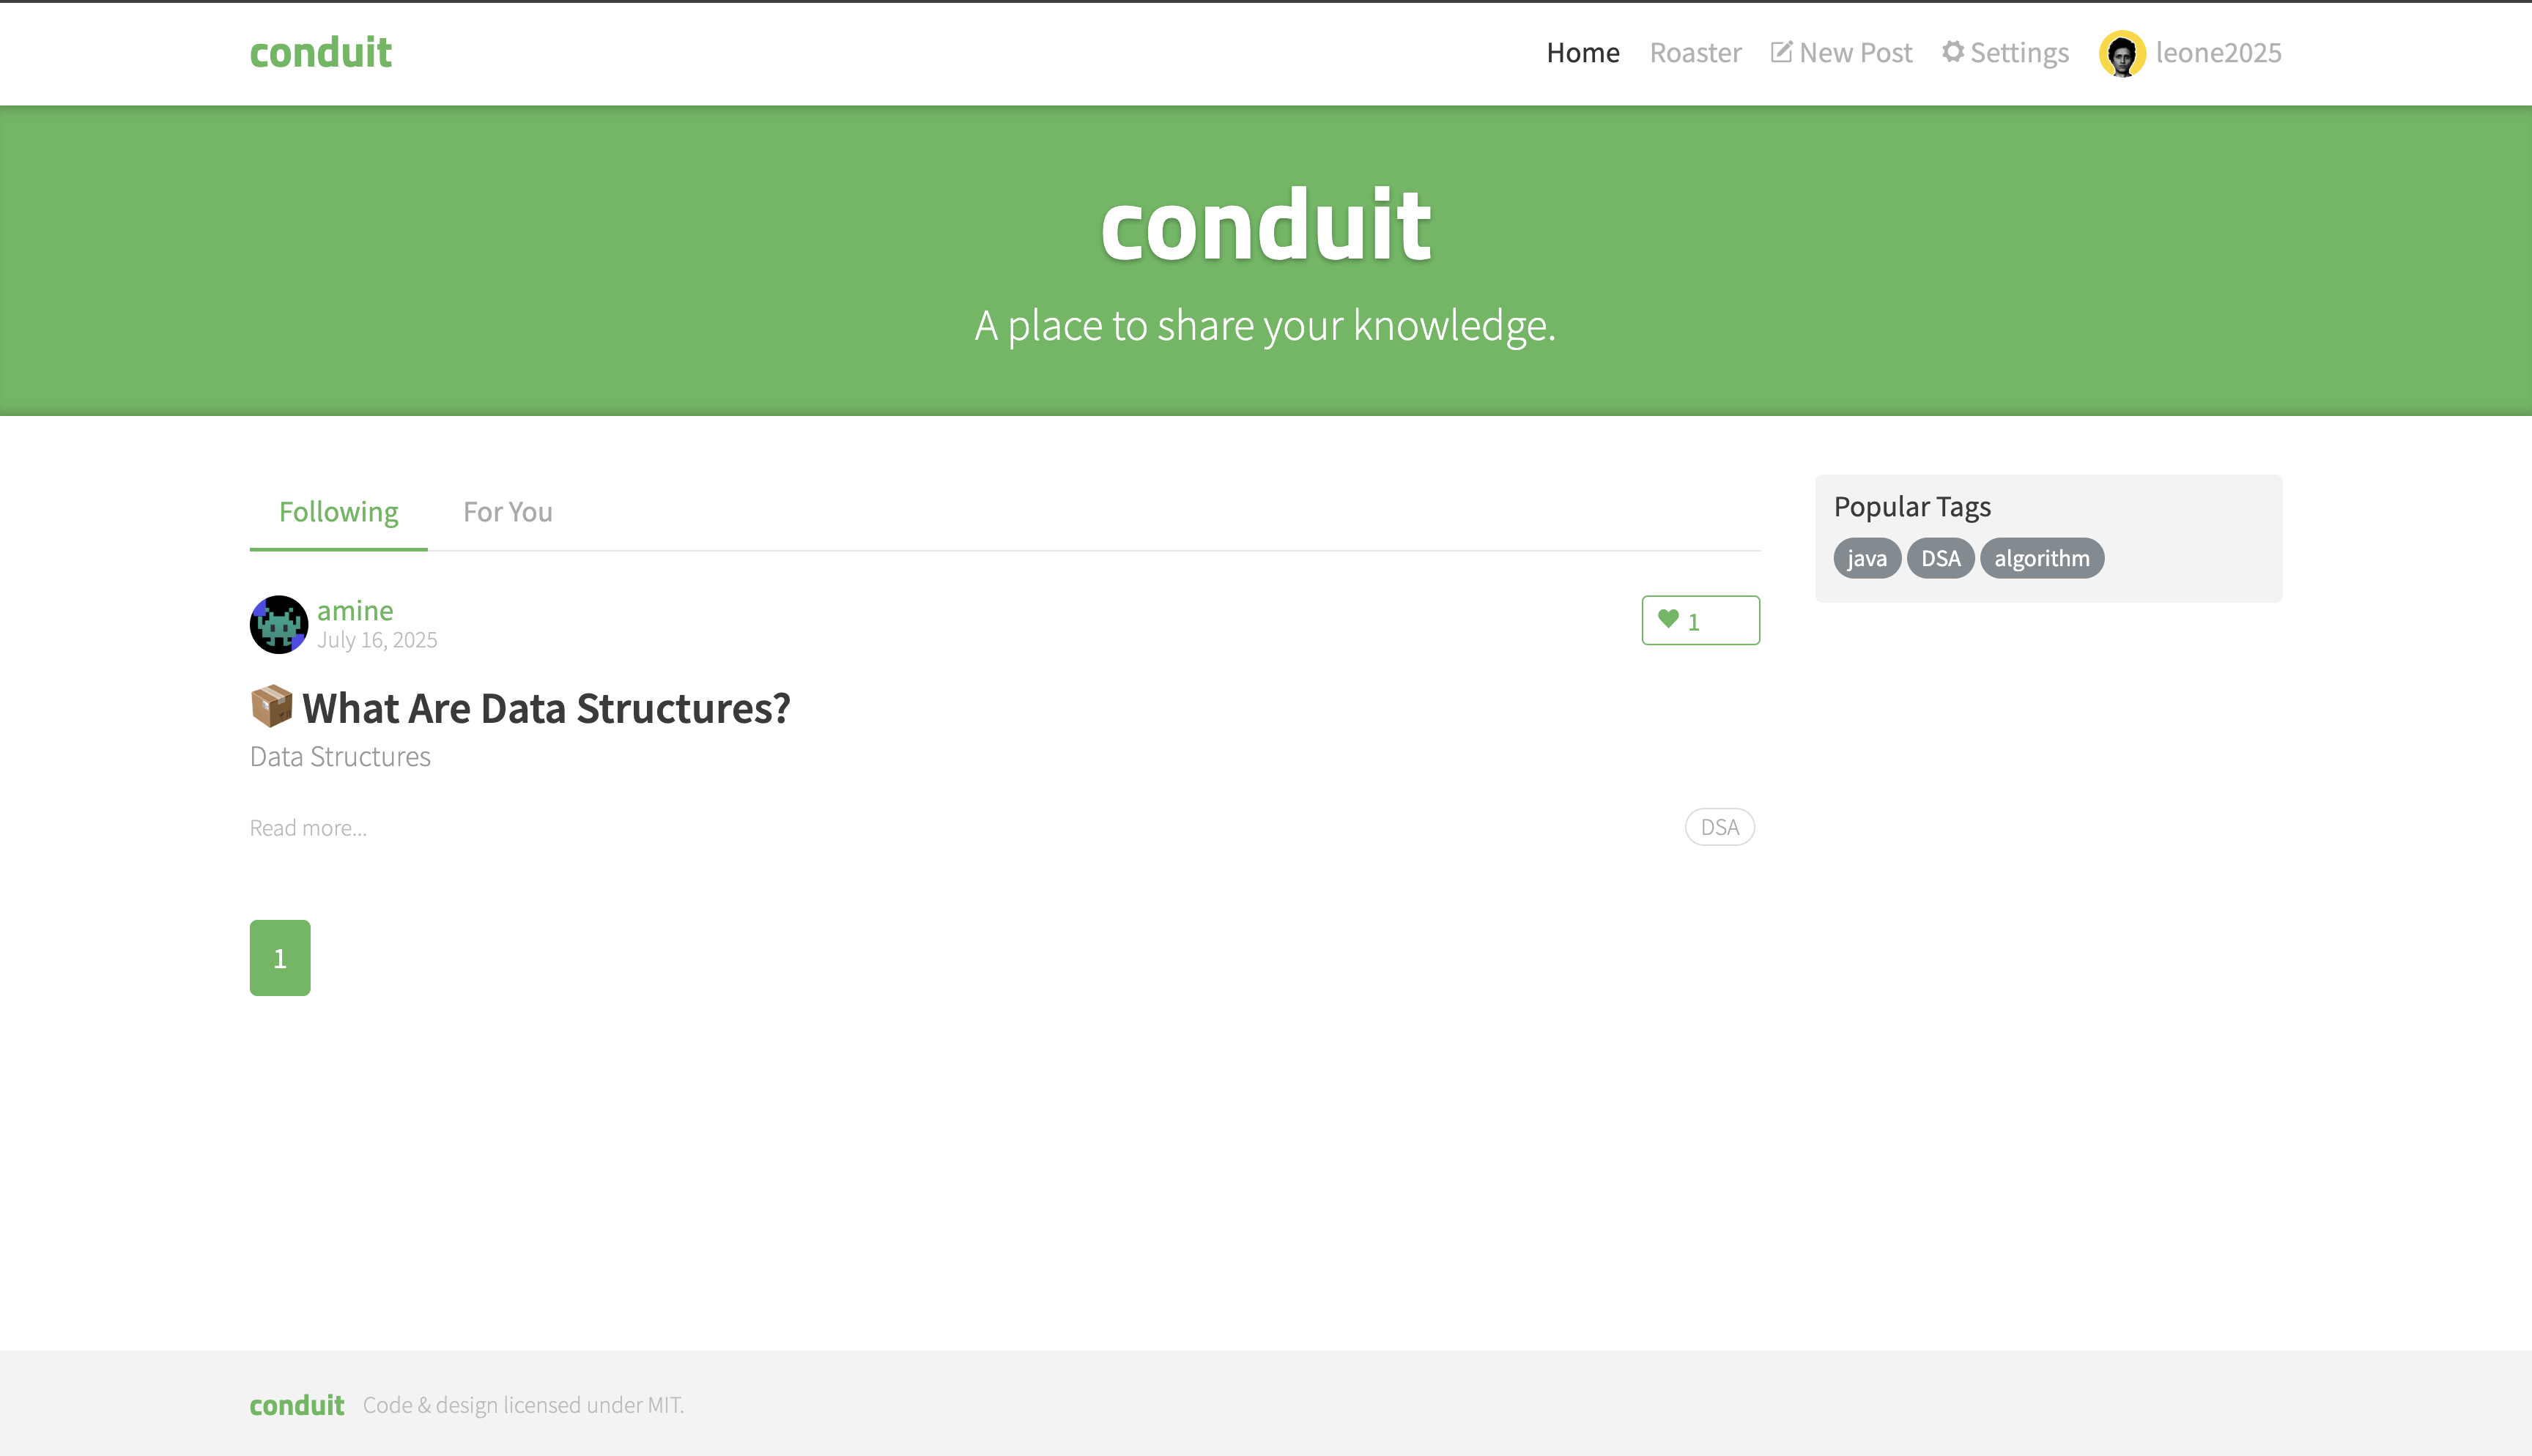 conduit
Home Roaster New Post Settings leone2025
conduit
A place to share your knowledge.
Following For You
Popular Tags
java DSA algorithm
amine
July 16, 2025
1
What Are Data Structures?
Data Structures
Read more...
DSA
1
conduit Code & design licensed under MIT.